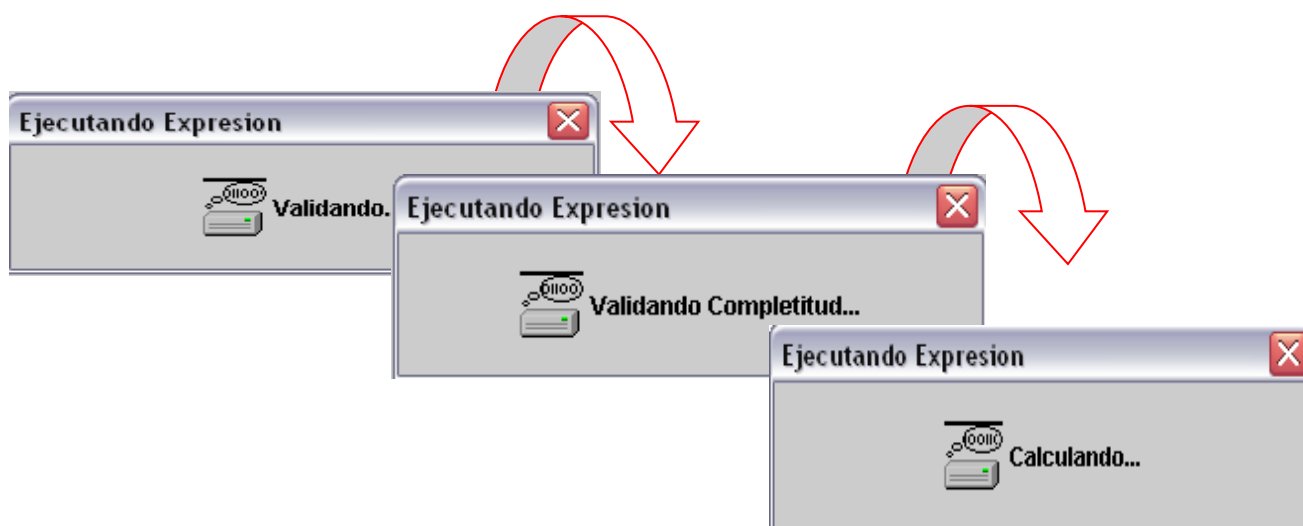 Ejecutando Expresion
Validando.
Ejecutando Expresion
Validando Completitud...
Ejecutando Expresion
Calculando...